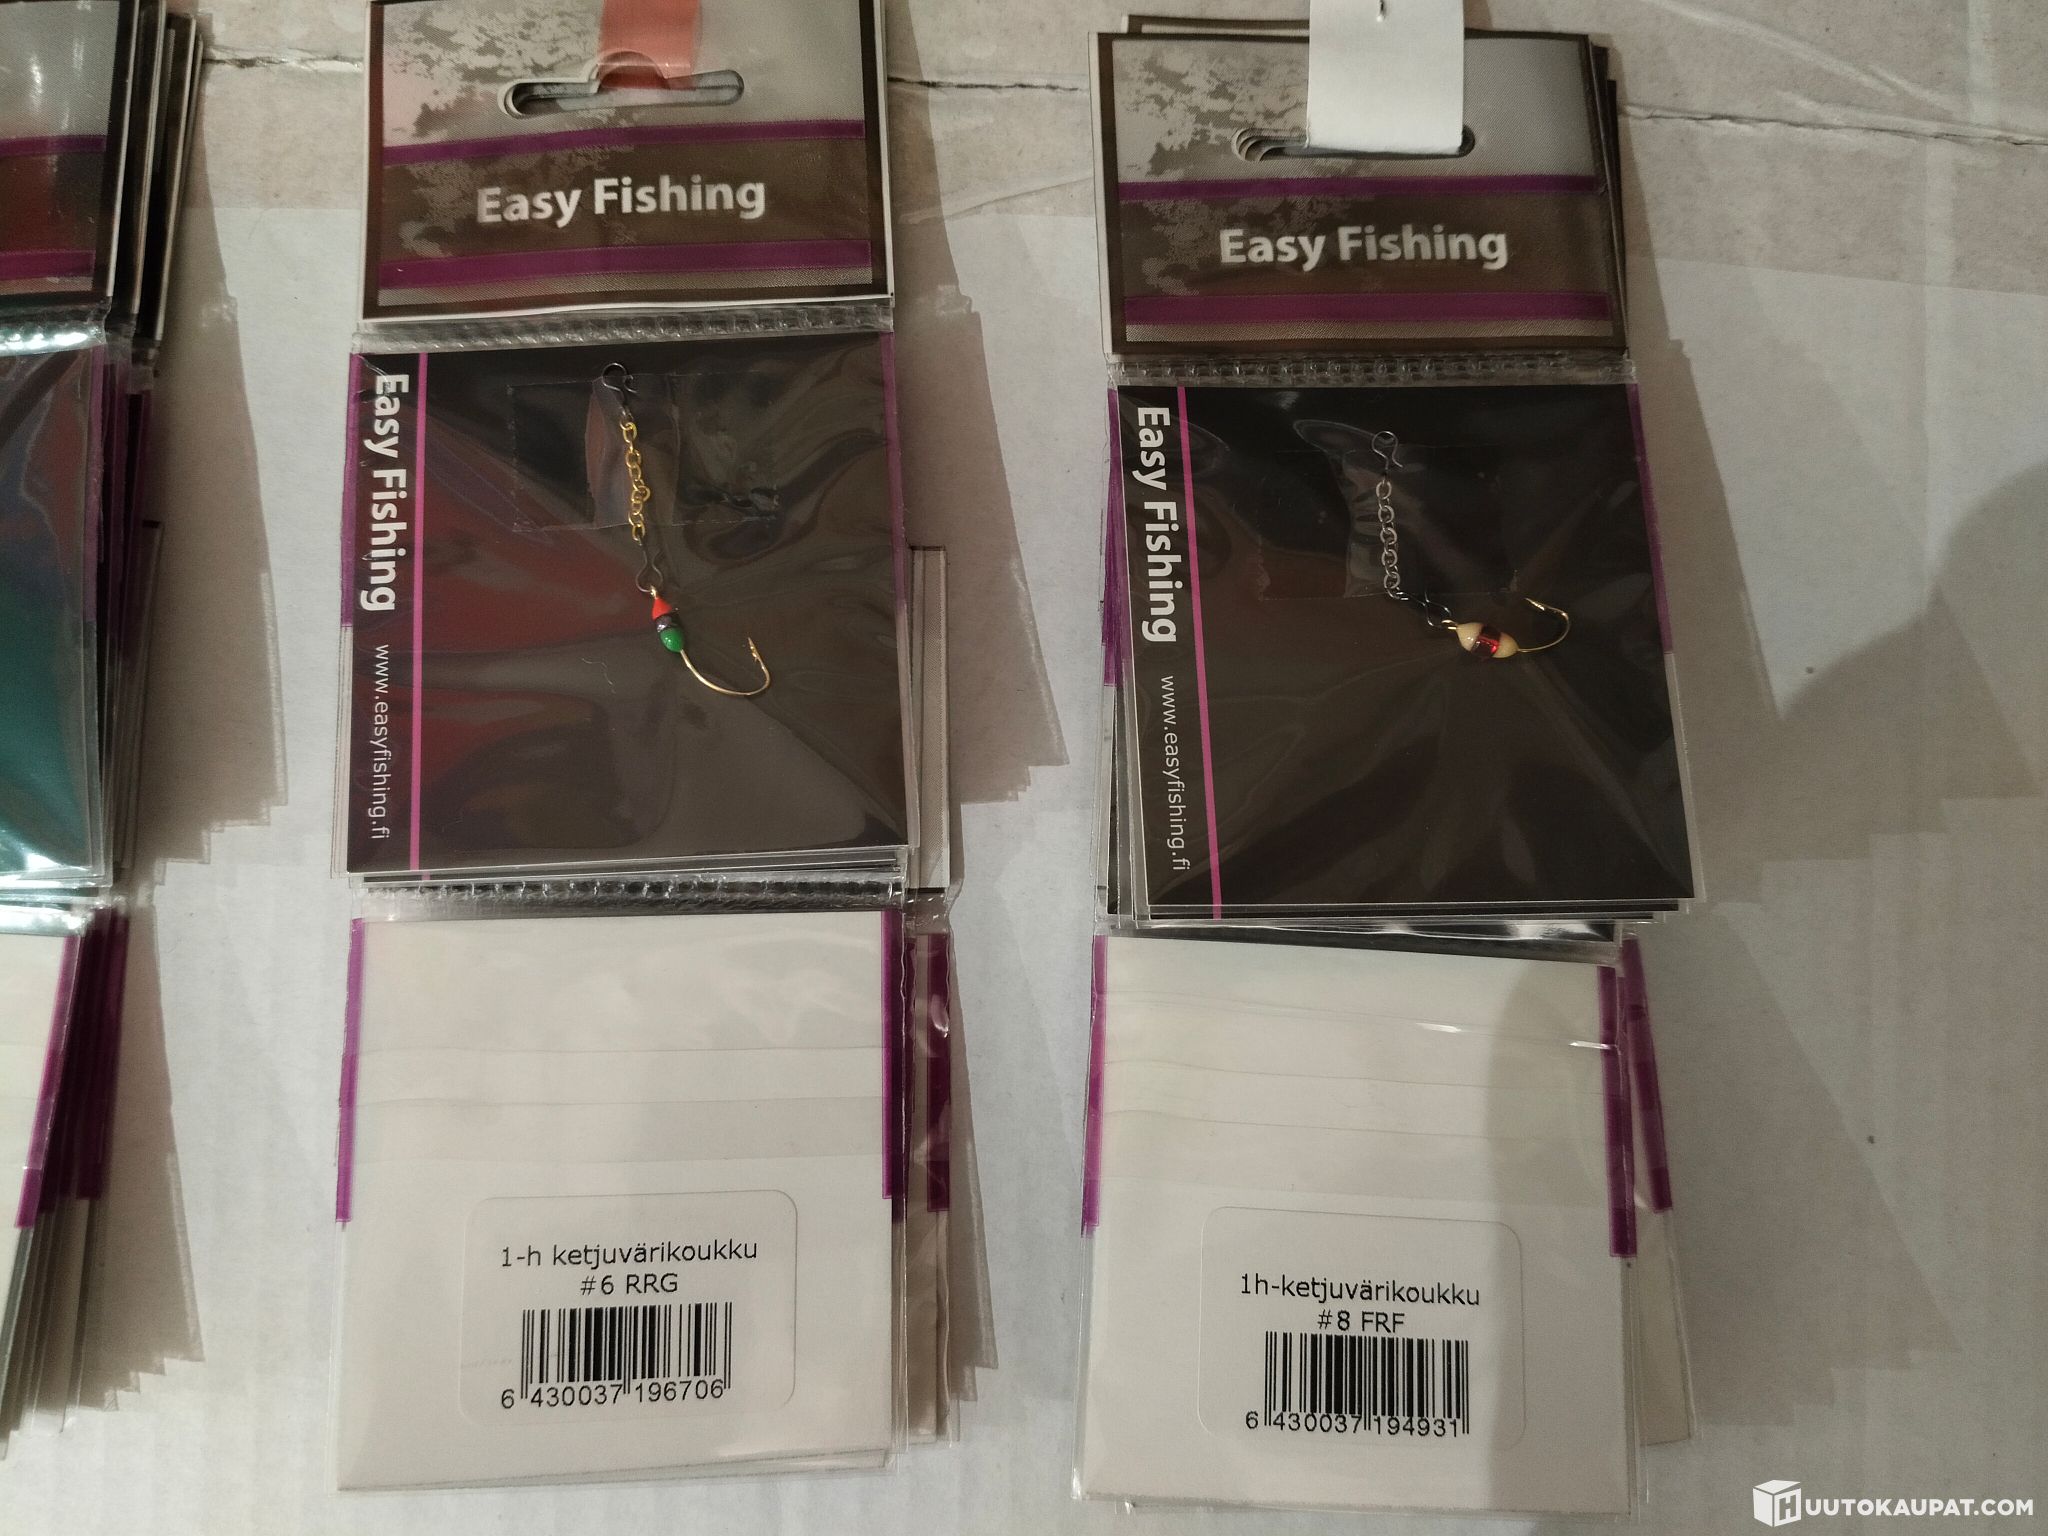 Easy Fishing
Easy Fishing www.easyfishing.fi
1-h ketjuvärikoukku
#6 RRG
6 430037 196706
Easy Fishing
Easy Fishing www.easyfishing.fi
1h-ketjuvärikoukku
#8 FRF
6 430037 194931
HUUTOKAUPAT.COM